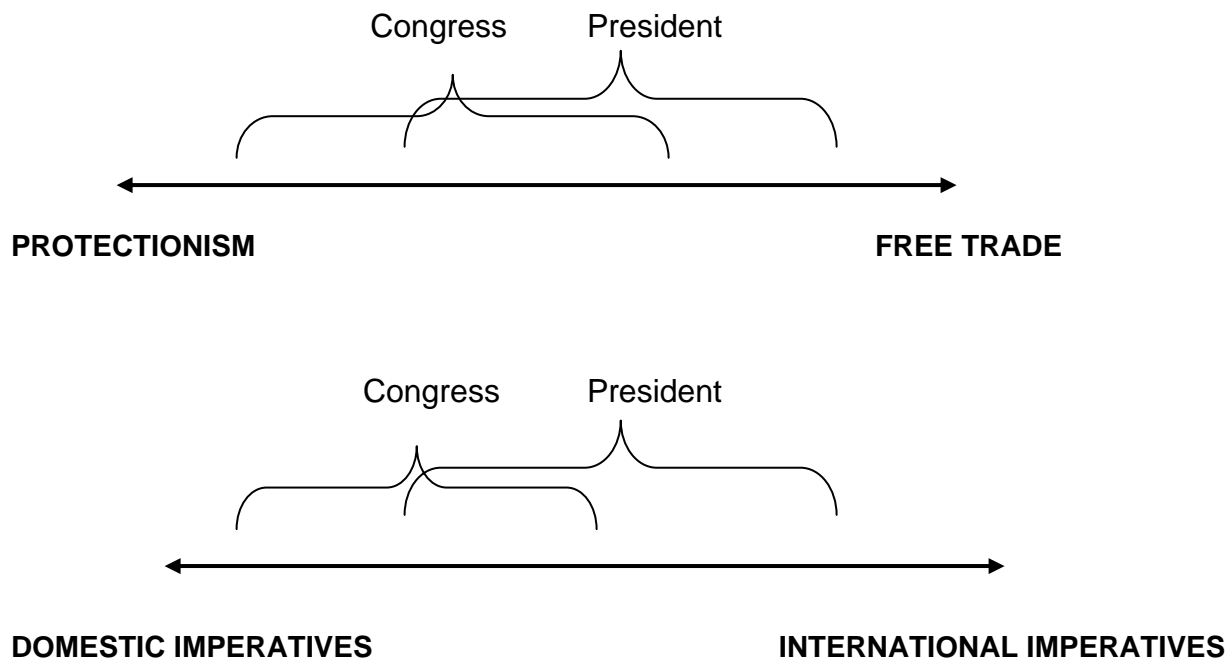 Congress President
PROTECTIONISM FREE TRADE
Congress President
DOMESTIC IMPERATIVES INTERNATIONAL IMPERATIVES